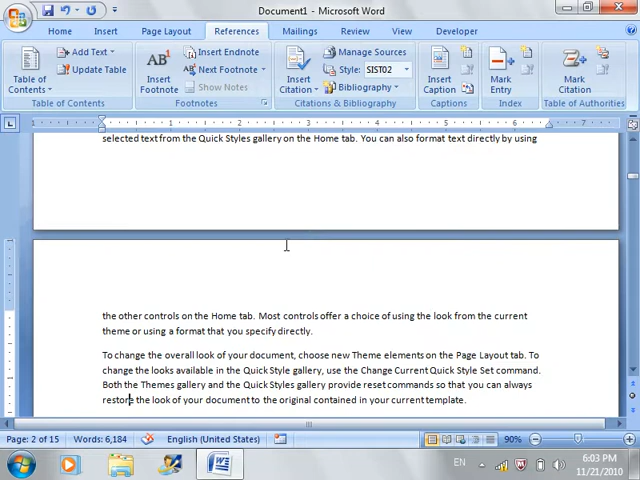 Document1 - Microsoft Word
Home Insert Page Layout References Mailings Review View Developer
Table of Contents
Add Text
Update Table
Table of Contents
AB1
Insert Footnote
Insert Endnote
Next Footnote
Show Notes
Footnotes
Insert Citation
Manage Sources
Style: SIST02
Bibliography
Citations & Bibliography
Insert Caption
Captions
Mark Entry
Index
Mark Citation
Table of Authorities
1 1 2 3 4 5 6 7
selected text from the Quick Styles gallery on the Home tab. You can also format text directly by using
the other controls on the Home tab. Most controls offer a choice of using the look from the current
theme or using a format that you specify directly.
To change the overall look of your document, choose new Theme elements on the Page Layout tab. To
change the looks available in the Quick Style gallery, use the Change Current Quick Style Set command.
Both the Themes gallery and the Quick Styles gallery provide reset commands so that you can always
restore the look of your document to the original contained in your current template.
Page: 2 of 15 Words: 6,184 English (United States) 90%
EN 6:03 PM
11/21/2010